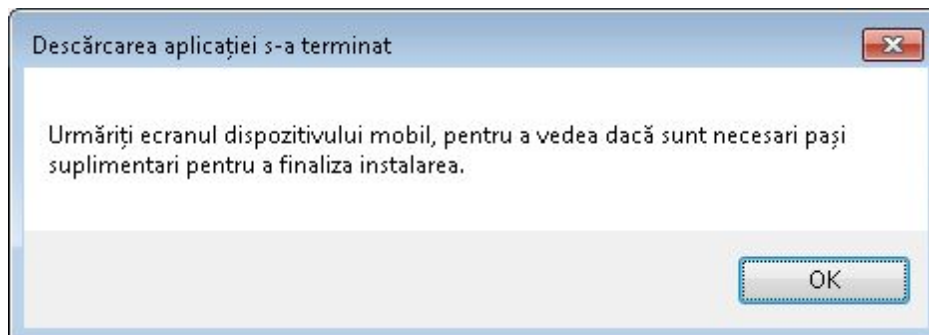 Descărcarea aplicației s-a terminat
Urmăriți ecranul dispozitivului mobil, pentru a vedea dacă sunt necesari pași
suplimentari pentru a finaliza instalarea.
OK